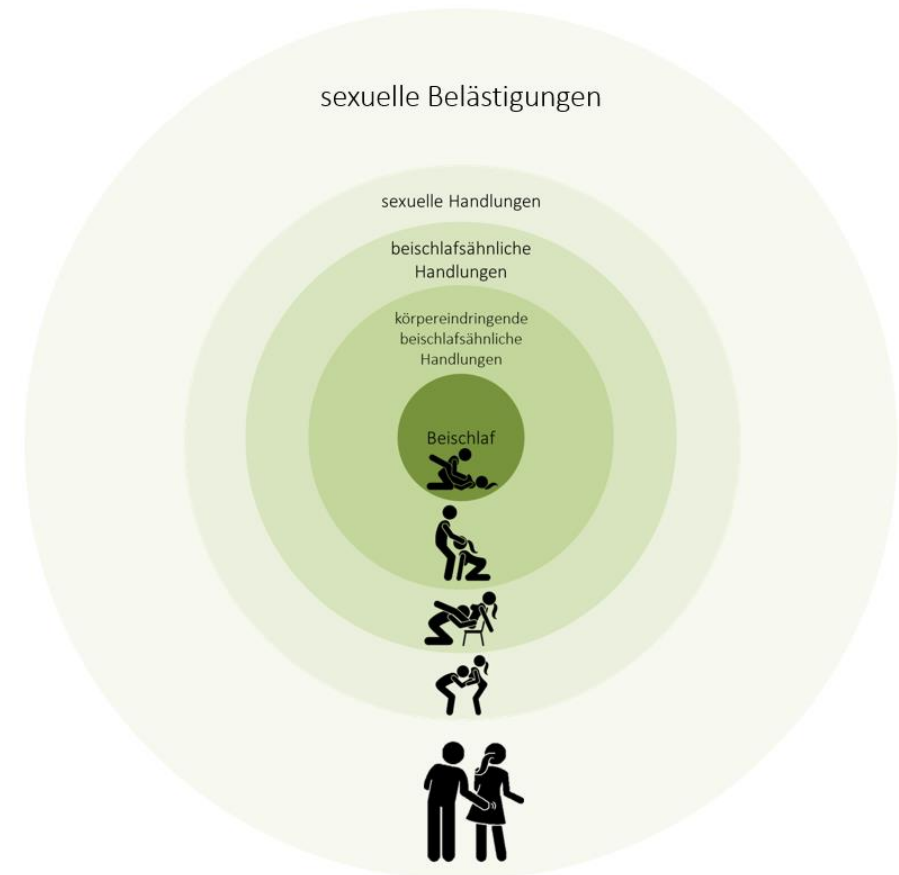 sexuelle Belästigungen
sexuelle Handlungen
beischlafsähnliche
Handlungen
körpereindringende
beischlafsähnliche
Handlungen
Beischlaf